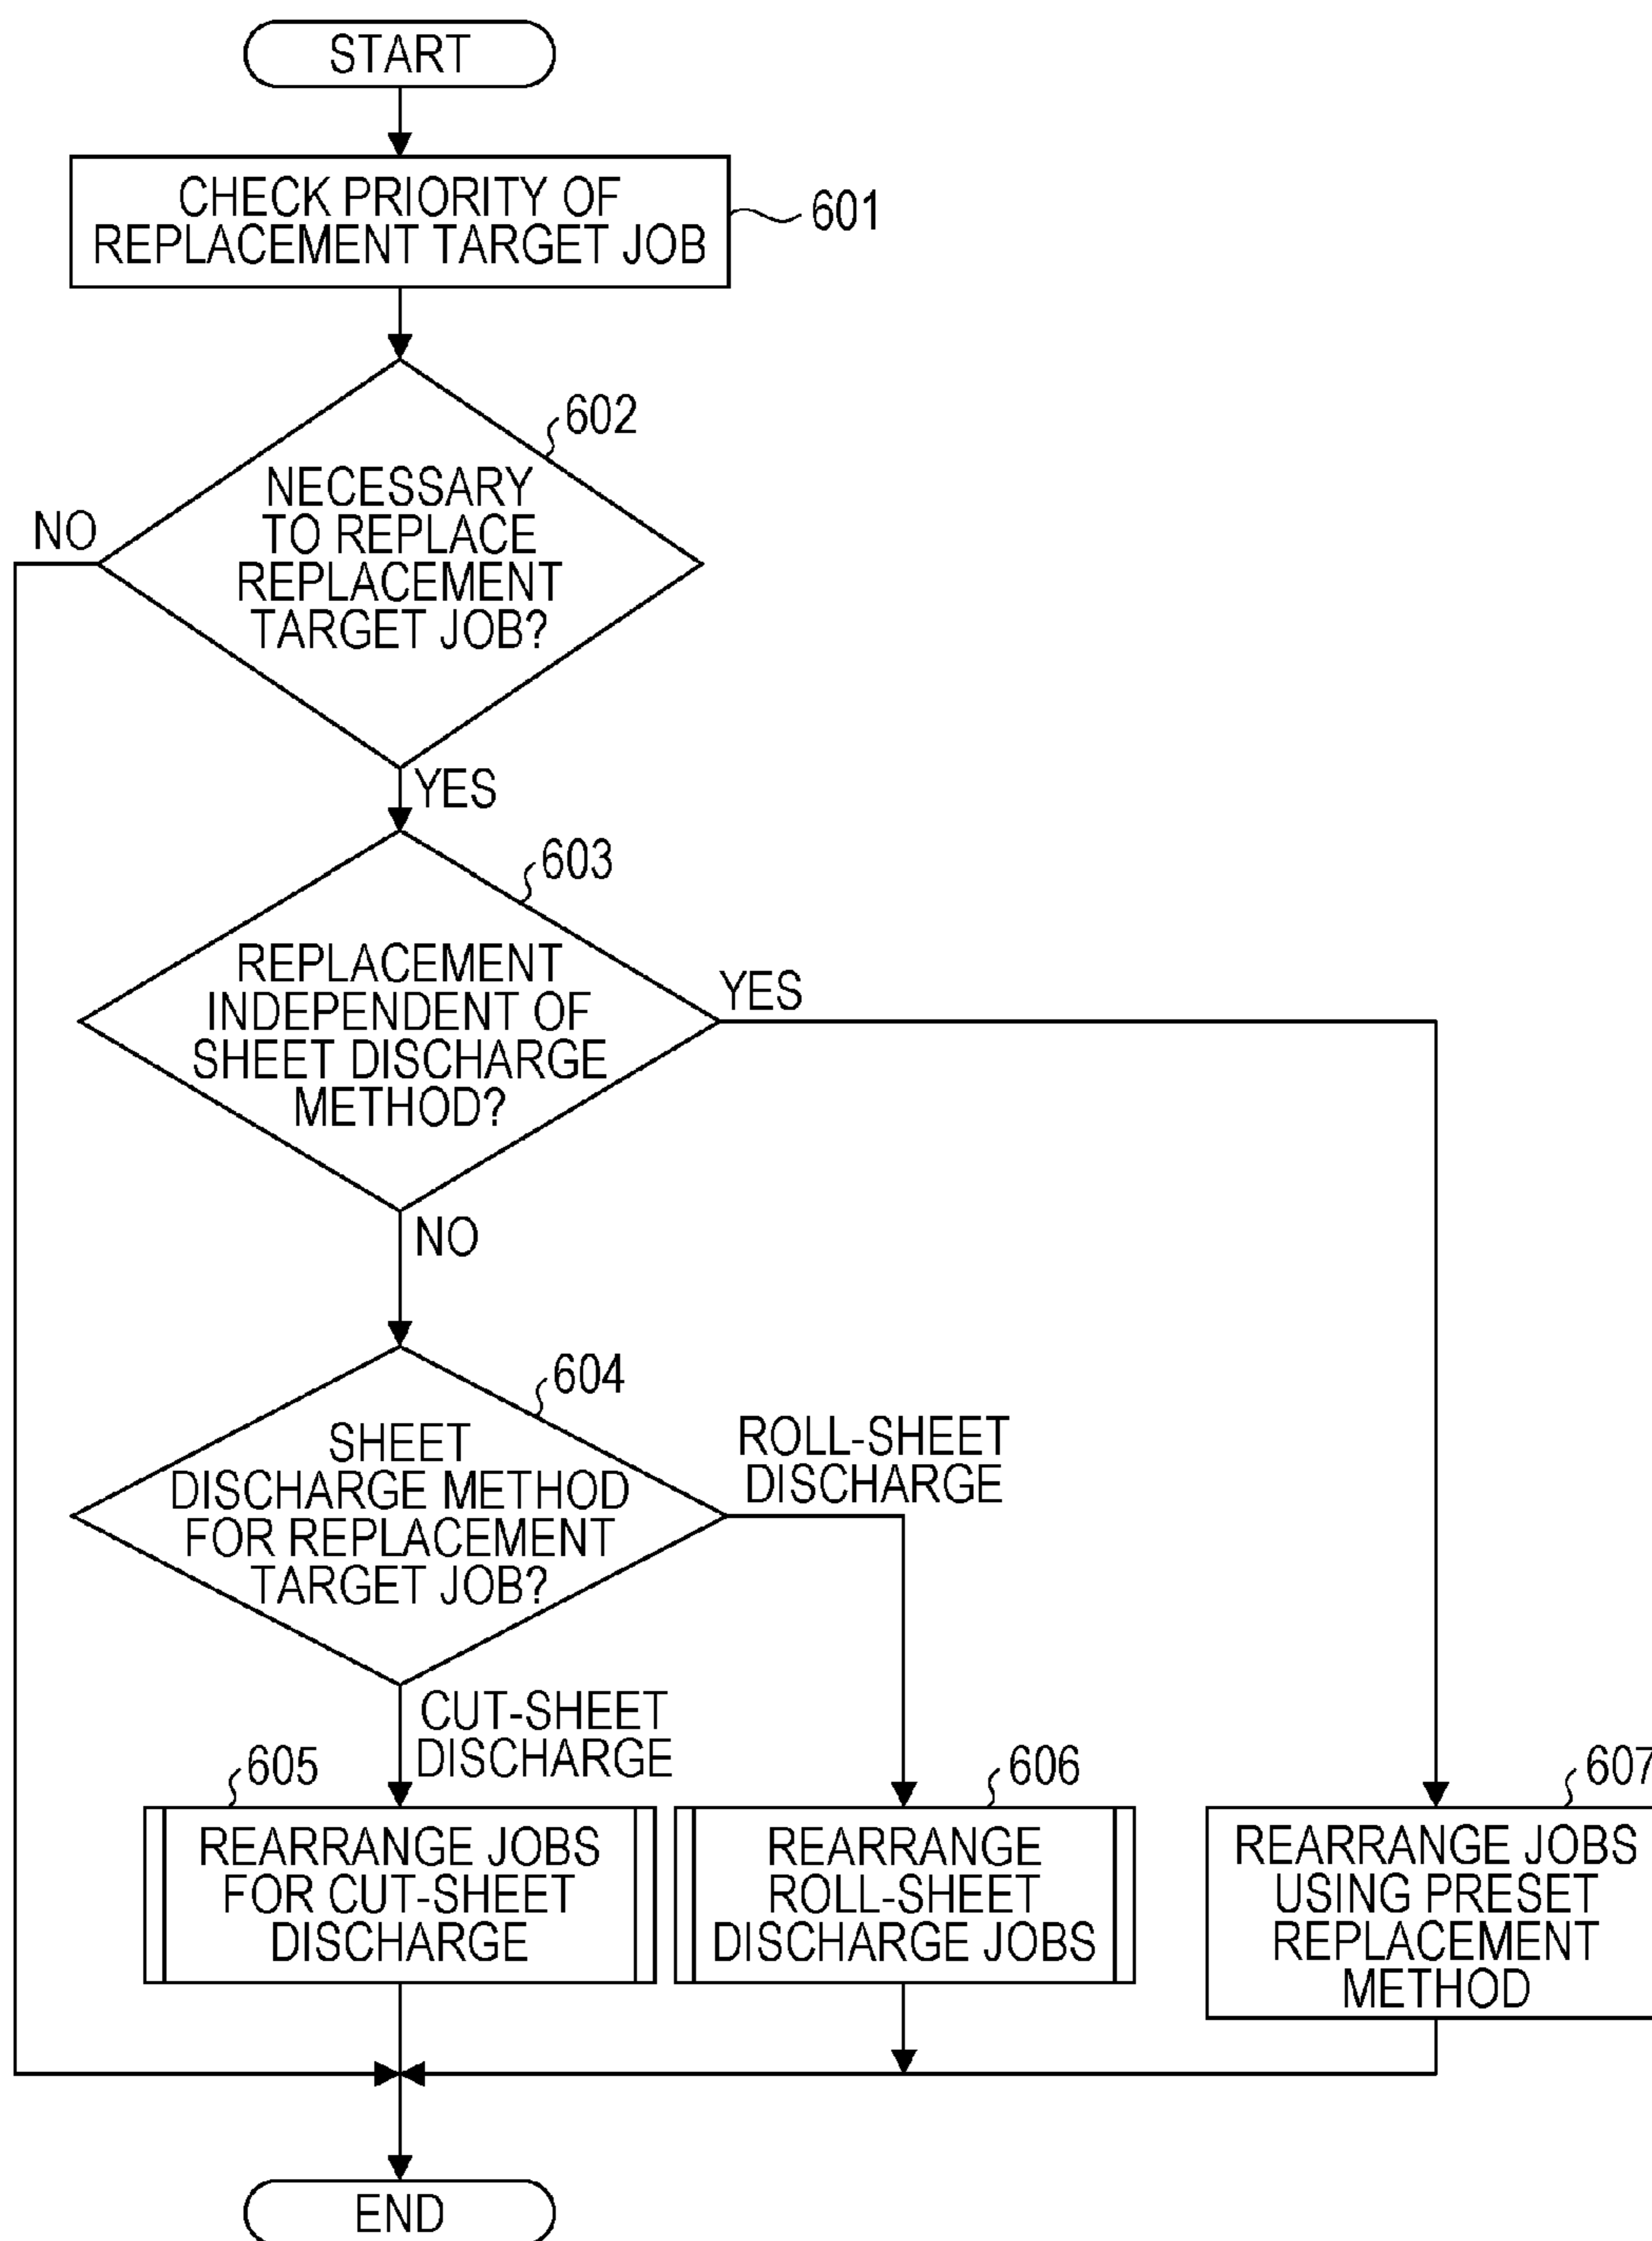 START
CHECK PRIORITY OF
REPLACEMENT TARGET JOB
601
602
NECESSARY
TO REPLACE
REPLACEMENT
TARGET JOB?
NO
YES
603
REPLACEMENT
INDEPENDENT OF
SHEET DISCHARGE
METHOD?
YES
NO
604
SHEET
DISCHARGE METHOD
FOR REPLACEMENT
TARGET JOB?
ROLL-SHEET
DISCHARGE
CUT-SHEET
DISCHARGE
605
REARRANGE JOBS
FOR CUT-SHEET
DISCHARGE
606
REARRANGE
ROLL-SHEET
DISCHARGE JOBS
607
REARRANGE JOBS
USING PRESET
REPLACEMENT
METHOD
END